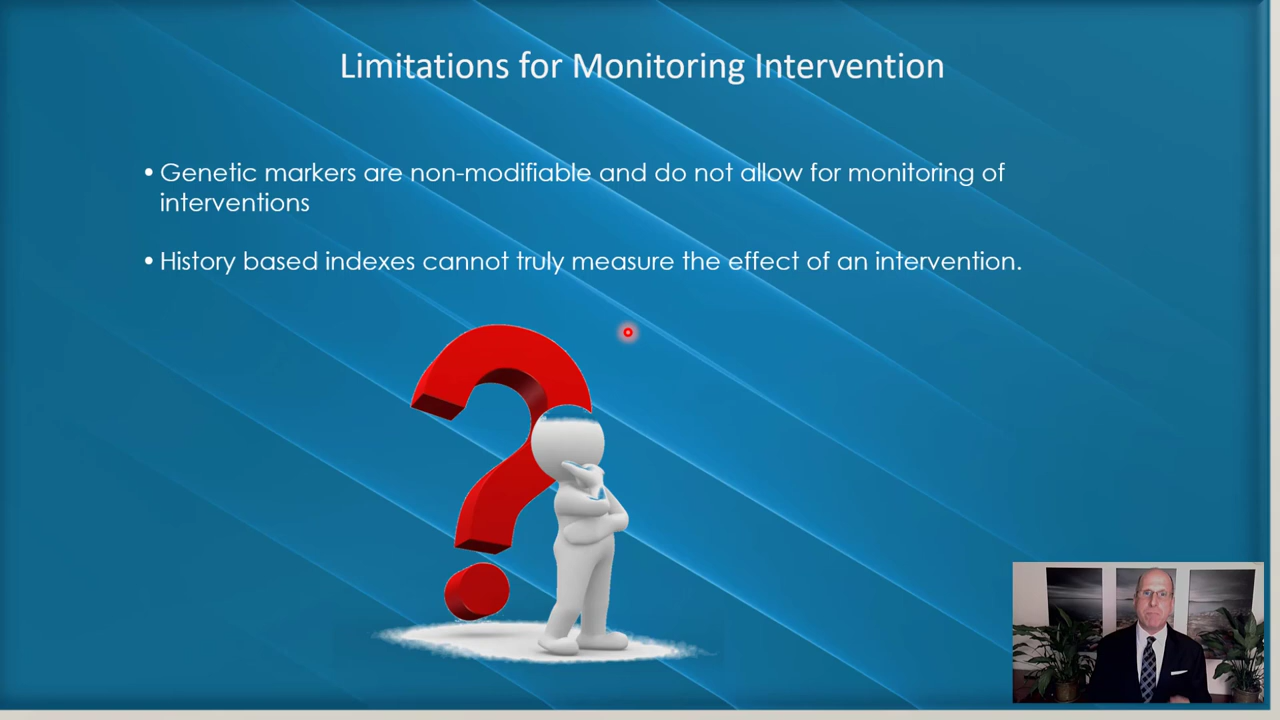 Limitations for Monitoring Intervention
• Genetic markers are non-modifiable and do not allow for monitoring of
interventions
• History based indexes cannot truly measure the effect of an intervention.